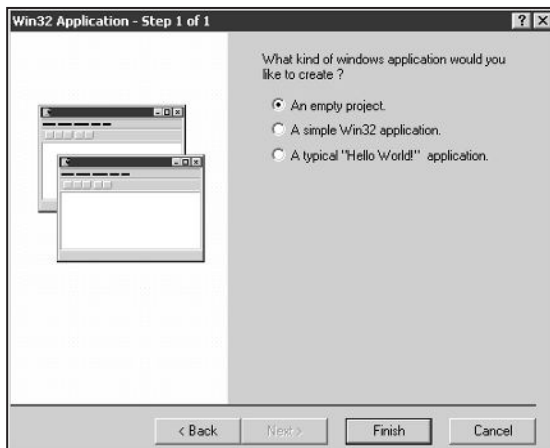 Win32 Application - Step 1 of 1
What kind of windows application would you
like to create ?
An empty project.
A simple Win32 application.
A typical "Hello World!" application.
< Back
Next >
Finish
Cancel